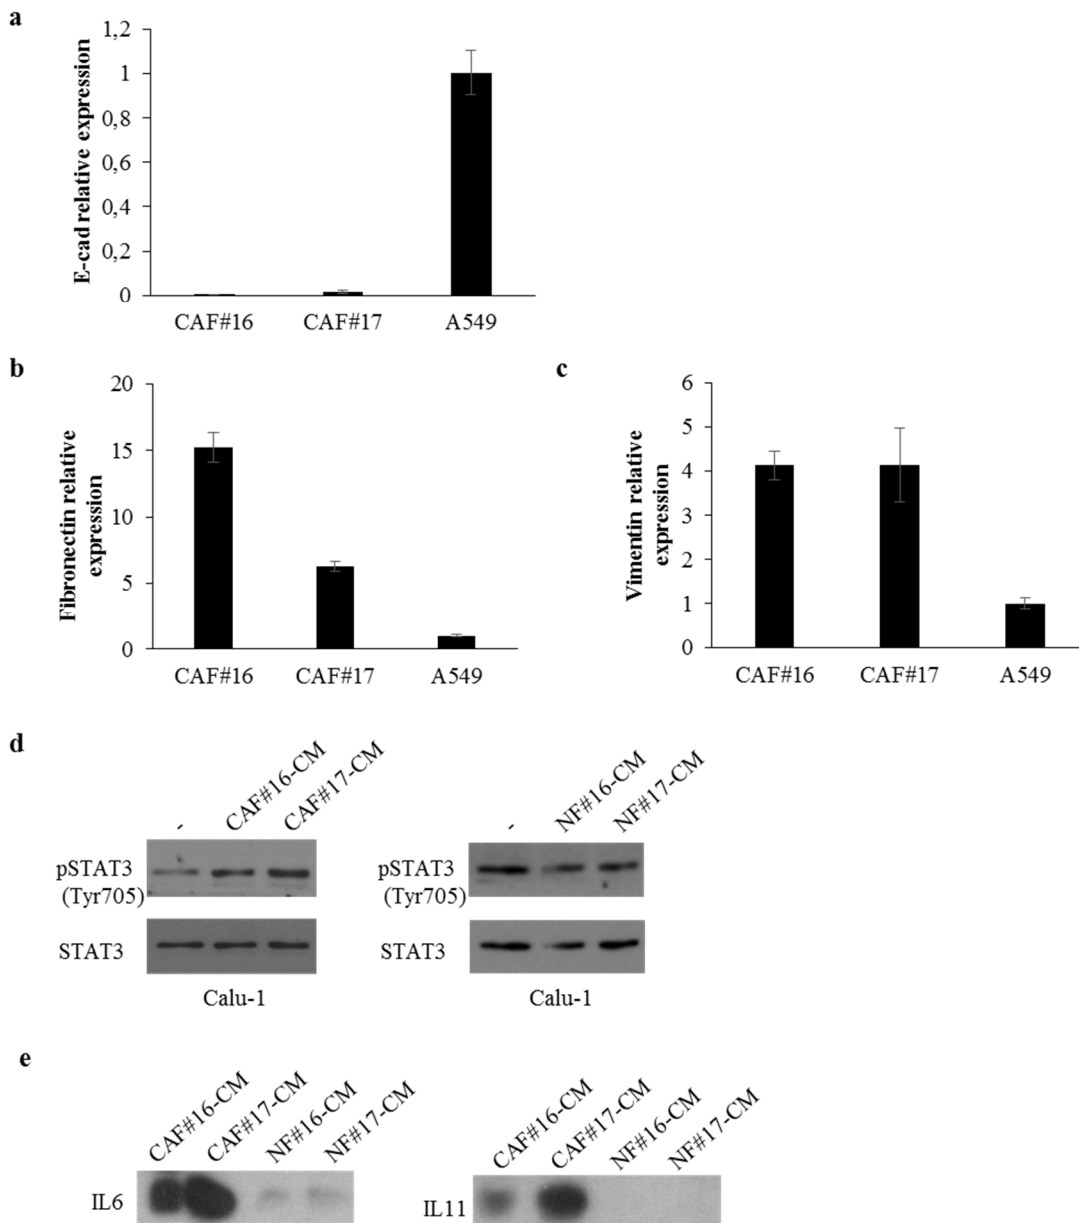 a
E-cad relative expression
1,2
1
0,8
0,6
0,4
0,2
0
CAF#16 CAF#17 A549
b
Fibronectin relative
expression
20
15
10
5
0
CAF#16 CAF#17 A549
c
Vimentin relative
expression
6
5
4
3
2
1
0
CAF#16 CAF#17 A549
d
- CAF#16-CM CAF#17-CM
pSTAT3
(Tyr705)
STAT3
Calu-1
- NF#16-CM NF#17-CM
pSTAT3
(Tyr705)
STAT3
Calu-1
e
CAF#16-CM CAF#17-CM NF#16-CM NF#17-CM
IL6
CAF#16-CM CAF#17-CM NF#16-CM NF#17-CM
IL11